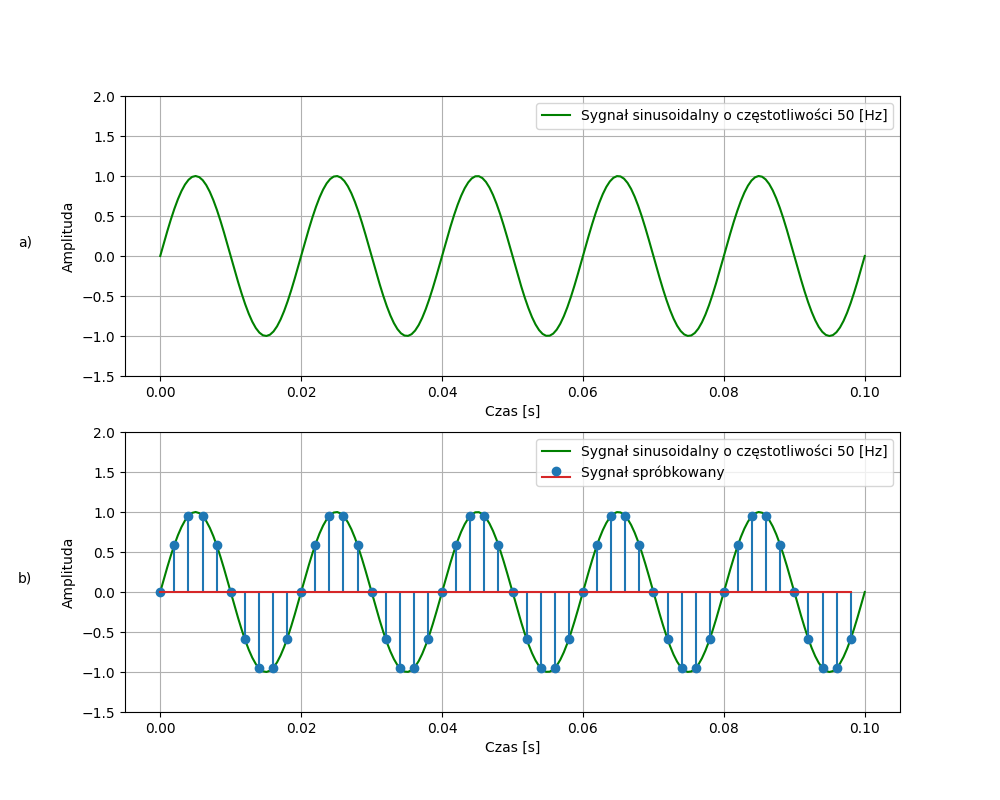 2.0
Sygnał sinusoidalny o częstotliwości 50 [Hz]
1.5
1.0
0.5
0.0
−0.5
−1.0
−1.5
Amplituda
a)
0.00 0.02 0.04 0.06 0.08 0.10
Czas [s]
2.0
Sygnał sinusoidalny o częstotliwości 50 [Hz]
Sygnał spróbkowany
1.5
1.0
0.5
0.0
−0.5
−1.0
−1.5
Amplituda
b)
0.00 0.02 0.04 0.06 0.08 0.10
Czas [s]